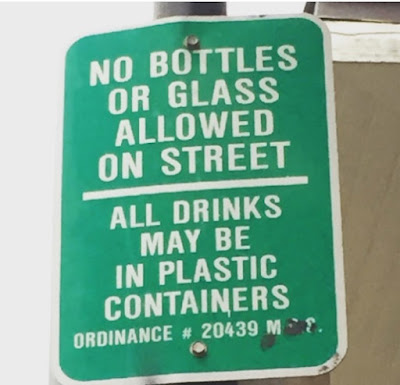 NO BOTTLES
OR GLASS
ALLOWED
ON STREET
ALL DRINKS
MAY BE
IN PLASTIC
CONTAINERS
ORDINANCE # 20439